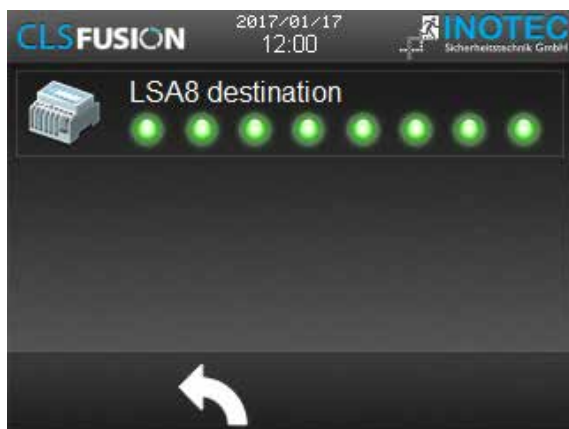 CLSFUSION
2017/01/17
12:00
INOTEC
Sicherheitstechnik GmbH
LSA8 destination